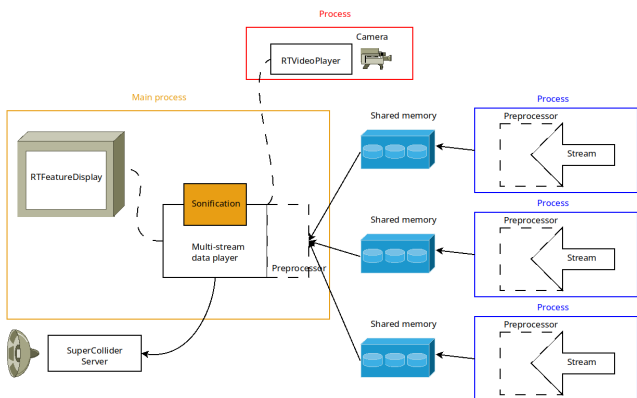 Process
Camera
RTVideoPlayer
Main process
Process
Shared memory
Preprocessor
Stream
RTFeatureDisplay
Sonification
Process
Multi-stream
data player
Preprocessor
Shared memory
Preprocessor
Stream
Process
Shared memory
Preprocessor
SuperCollider
Server
Stream